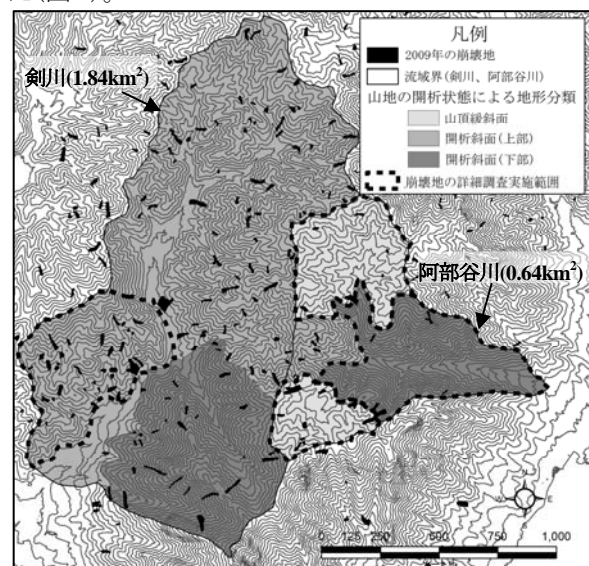 凡例
2009年の崩壊地
流域界(剣川、阿部谷川)
山地の開析状態による地形分類
山頂緩斜面
開析斜面(上部)
開析斜面(下部)
崩壊地の詳細調査実施範囲
剣川(1.84km²)
阿部谷川(0.64km²)
N
W E
S
0 125 250 500 750 1,000